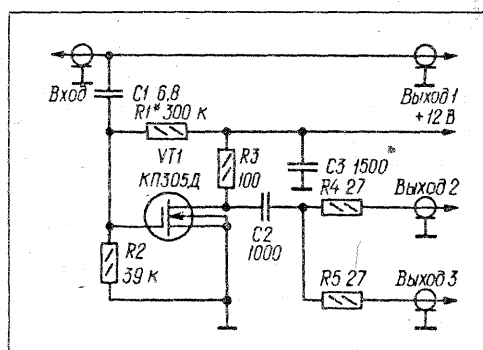 Вход
C1 6,8
R1* 300 к
Выход 1
+12 В
VT1
КП305Д
R3
100
C3 1500
R4 27
Выход 2
C2
1000
R2
39 к
R5 27
Выход 3